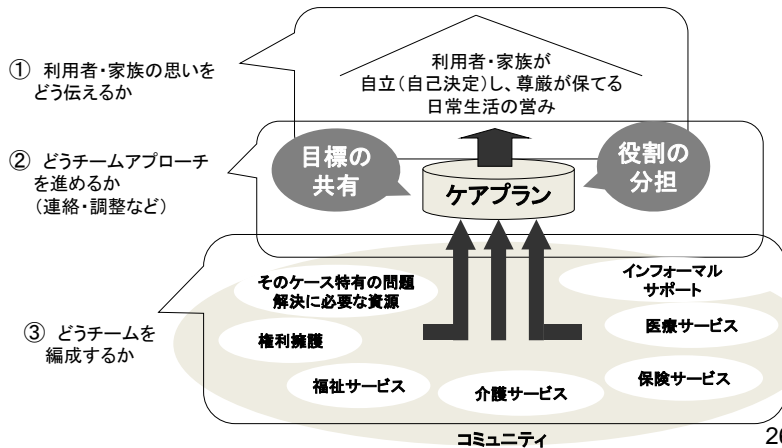 ① 利用者・家族の思いを
どう伝えるか
利用者・家族が
自立(自己決定)し、尊厳が保てる
日常生活の営み
② どうチームアプローチ
を進めるか
(連絡・調整など)
目標の
共有
役割の
分担
ケアプラン
③ どうチームを
編成するか
そのケース特有の問題
解決に必要な資源
インフォーマル
サポート
権利擁護
医療サービス
福祉サービス
介護サービス
保険サービス
コミュニティ